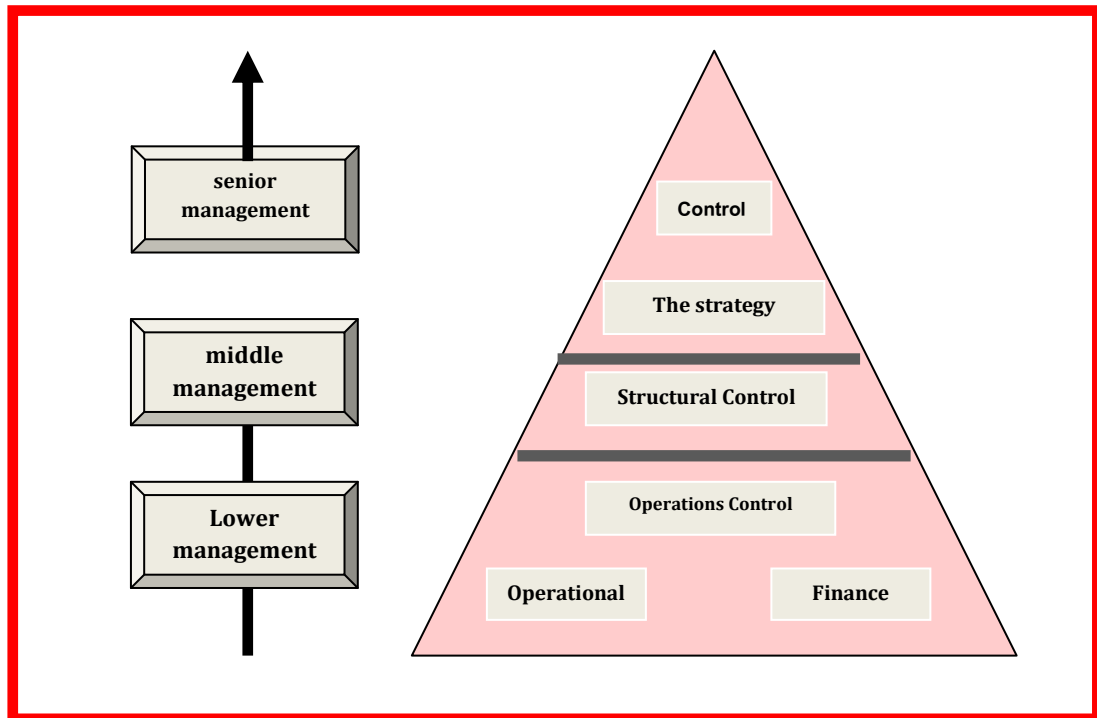 senior
management
middle
management
Lower
management
Control
The strategy
Structural Control
Operations Control
Operational
Finance